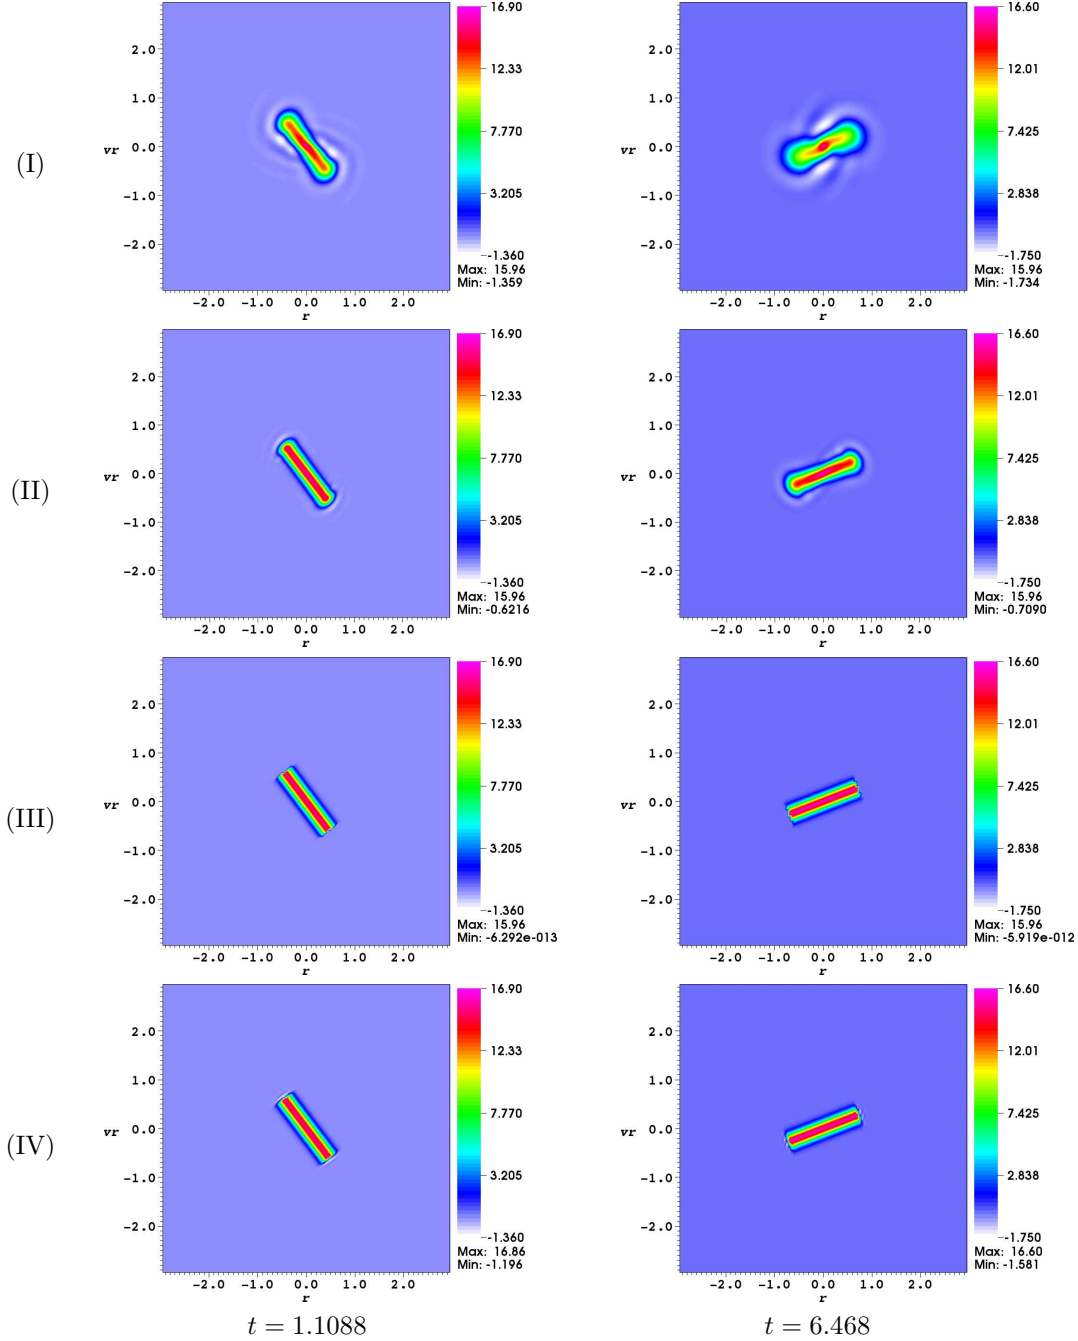 (I)
vr
2.0
1.0
0.0
-1.0
-2.0
-2.0 -1.0 0.0 1.0 2.0
r
16.90
12.33
7.770
3.205
-1.360
Max: 15.96
Min: -1.359
vr
2.0
1.0
0.0
-1.0
-2.0
-2.0 -1.0 0.0 1.0 2.0
r
16.60
12.01
7.425
2.838
-1.750
Max: 15.96
Min: -1.734
(II)
vr
2.0
1.0
0.0
-1.0
-2.0
-2.0 -1.0 0.0 1.0 2.0
r
16.90
12.33
7.770
3.205
-1.360
Max: 15.96
Min: -0.6216
vr
2.0
1.0
0.0
-1.0
-2.0
-2.0 -1.0 0.0 1.0 2.0
r
16.60
12.01
7.425
2.838
-1.750
Max: 15.96
Min: -0.7090
(III)
vr
2.0
1.0
0.0
-1.0
-2.0
-2.0 -1.0 0.0 1.0 2.0
r
16.90
12.33
7.770
3.205
-1.360
Max: 15.96
Min: -6.292e-013
vr
2.0
1.0
0.0
-1.0
-2.0
-2.0 -1.0 0.0 1.0 2.0
r
16.60
12.01
7.425
2.838
-1.750
Max: 15.96
Min: -5.919e-012
(IV)
vr
2.0
1.0
0.0
-1.0
-2.0
-2.0 -1.0 0.0 1.0 2.0
r
16.90
12.33
7.770
3.205
-1.360
Max: 16.86
Min: -1.196
vr
2.0
1.0
0.0
-1.0
-2.0
-2.0 -1.0 0.0 1.0 2.0
r
16.60
12.01
7.425
2.838
-1.750
Max: 16.60
Min: -1.581
t = 1.1088
t = 6.468